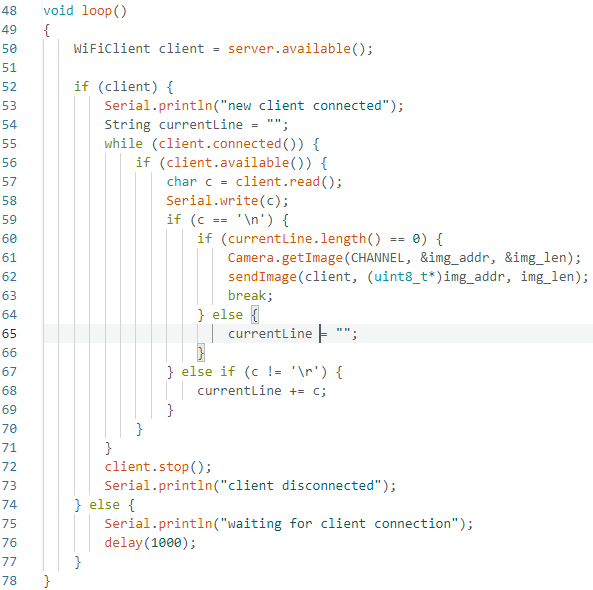 48 void loop()
49 {
50     WiFiClient client = server.available();
51
52     if (client) {
53         Serial.println("new client connected");
54         String currentLine = "";
55         while (client.connected()) {
56             if (client.available()) {
57                 char c = client.read();
58                 Serial.write(c);
59                 if (c == '\n') {
60                     if (currentLine.length() == 0) {
61                         Camera.getImage(CHANNEL, &img_addr, &img_len);
62                         sendImage(client, (uint8_t*)img_addr, img_len);
63                         break;
64                     } else {
65                         currentLine = "";
66                     }
67                 } else if (c != '\r') {
68                     currentLine += c;
69                 }
70             }
71         }
72         client.stop();
73         Serial.println("client disconnected");
74     } else {
75         Serial.println("waiting for client connection");
76         delay(1000);
77     }
78 }